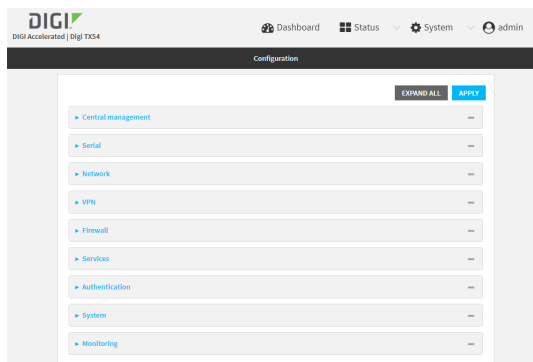 DIGI
DIGI Accelerated | Digi TX54
Dashboard Status System admin
Configuration
EXPAND ALL APPLY
Central management
Serial
Network
VPN
Firewall
Services
Authentication
System
Monitoring